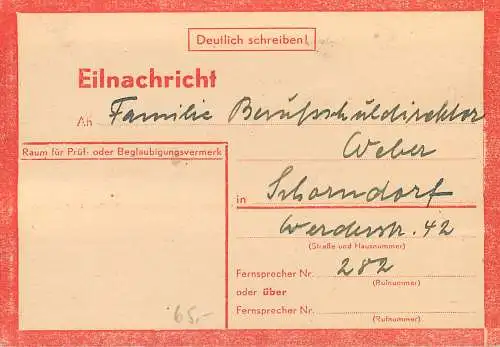 Deutlich schreiben!
Eilnachricht
An Familie Berufsschuldirektor
Weber
Raum für Prüf- oder Beglaubigungsvermerk
in Schorndorf
Werderstr. 42
(Straße und Hausnummer)
Fernsprecher Nr. 282
(Rufnummer)
oder über
Fernsprecher Nr.
(Rufnummer)
65,-